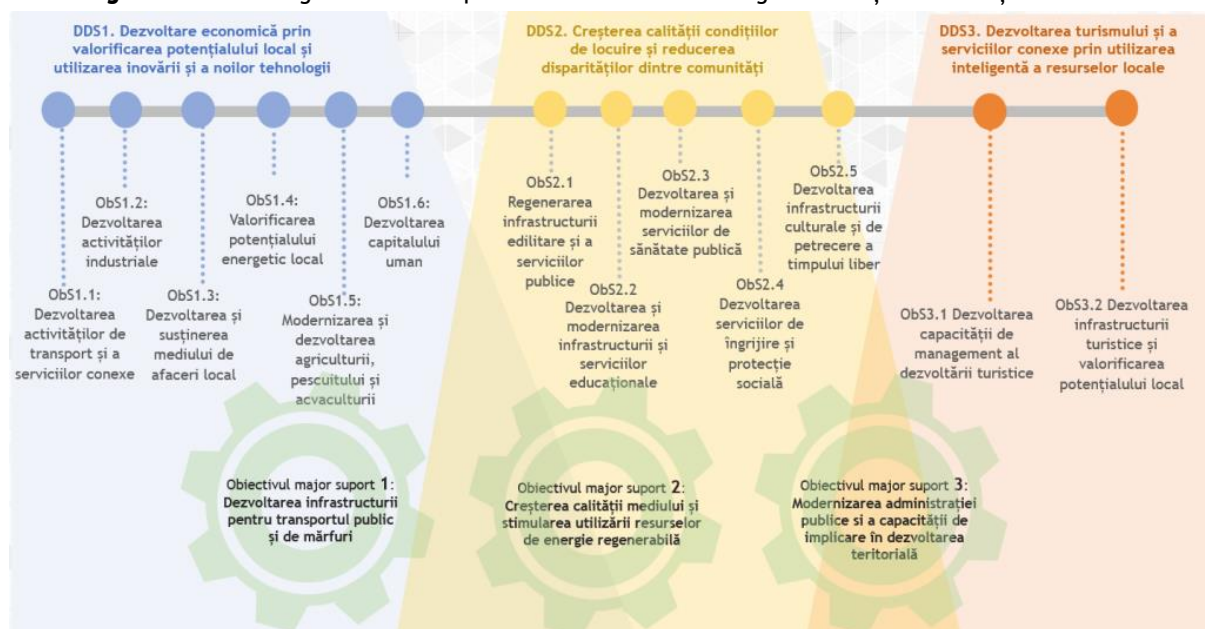 DDS1. Dezvoltare economică prin
valorificarea potențialului local și
utilizarea inovării și a noilor tehnologii
DDS2. Creșterea calității condițiilor
de locuire și reducerea
disparităților dintre comunități
DDS3. Dezvoltarea turismului și a
serviciilor conexe prin utilizarea
inteligentă a resurselor locale
ObS1.1:
Dezvoltarea
activităților de
transport și a
serviciilor conexe
ObS1.2:
Dezvoltarea
activităților
industriale
ObS1.3:
Dezvoltarea și
susținerea
mediului de
afaceri local
ObS1.4:
Valorificarea
potențialului
energetic local
ObS1.5:
Modernizarea și
dezvoltarea
agriculturii,
pescuitului și
acvaculturii
ObS1.6:
Dezvoltarea
capitalului
uman
ObS2.1
Regenerarea
infrastructurii
edilitare și a
serviciilor
publice
ObS2.2
Dezvoltarea și
modernizarea
infrastructurii și
serviciilor
educaționale
ObS2.3
Dezvoltarea și
modernizarea
serviciilor de
sănătate publică
ObS2.4
Dezvoltarea
serviciilor de
îngrijire și
protecție
socială
ObS2.5
Dezvoltarea
infrastructurii
culturale și de
petrecere a
timpului liber
ObS3.1 Dezvoltarea
capacității de
management al
dezvoltării turistice
ObS3.2 Dezvoltarea
infrastructurii
turistice și
valorificarea
potențialului local
Obiectivul major suport 1:
Dezvoltarea infrastructurii
pentru transportul public
și de mărfuri
Obiectivul major suport 2:
Creșterea calității mediului și
stimularea utilizării resurselor
de energie regenerabilă
Obiectivul major suport 3:
Modernizarea administrației
publice si a capacității de
implicare în dezvoltarea
teritorială